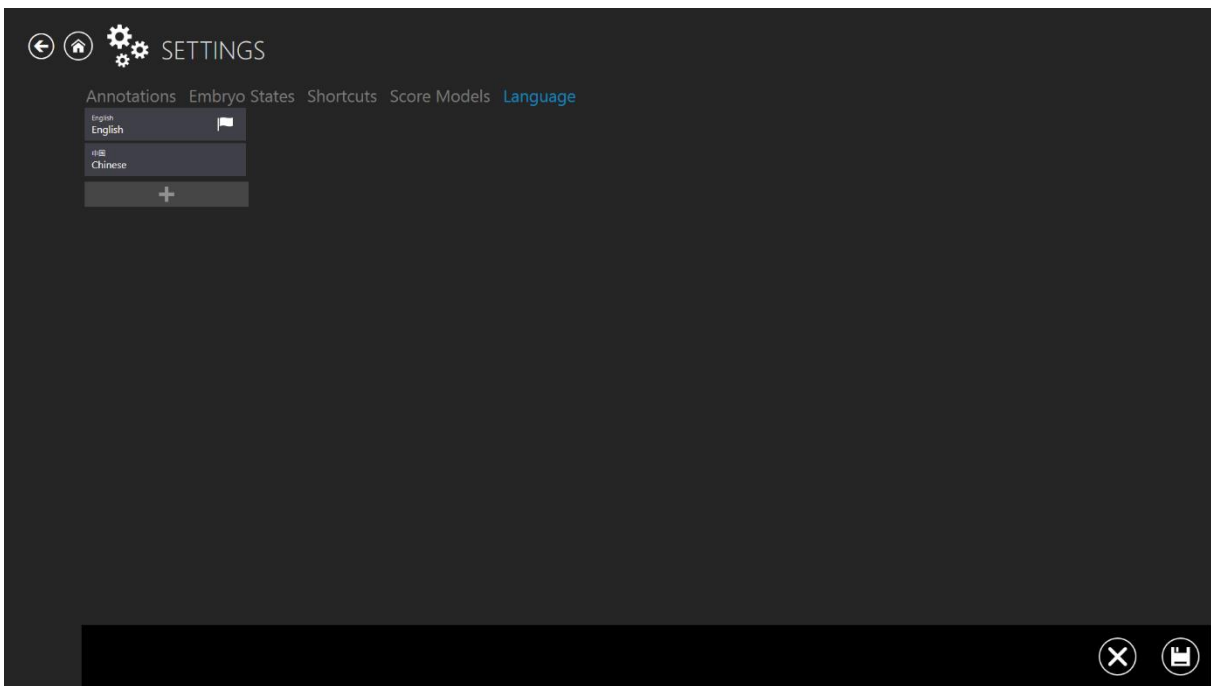 SETTINGS
Annotations Embryo States Shortcuts Score Models Language
English
English
中国
Chinese